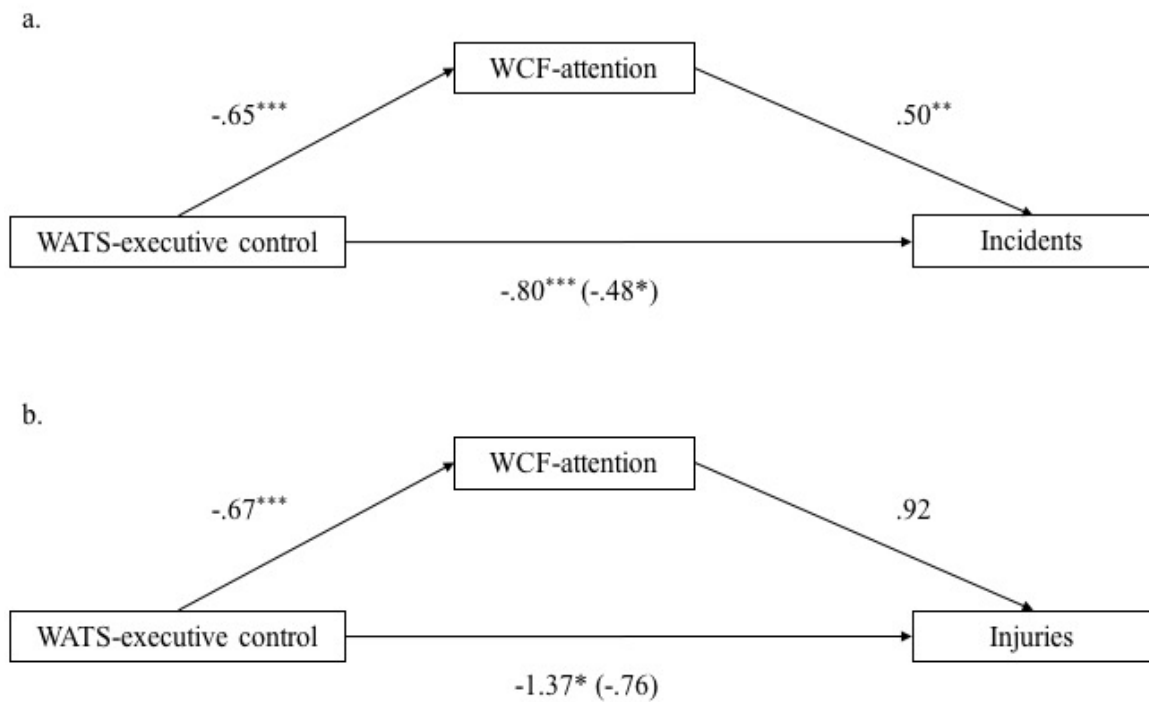 a.
WCF-attention
-.65***
.50**
WATS-executive control
Incidents
-.80*** (-.48*)
b.
WCF-attention
-.67***
.92
WATS-executive control
Injuries
-1.37* (-.76)